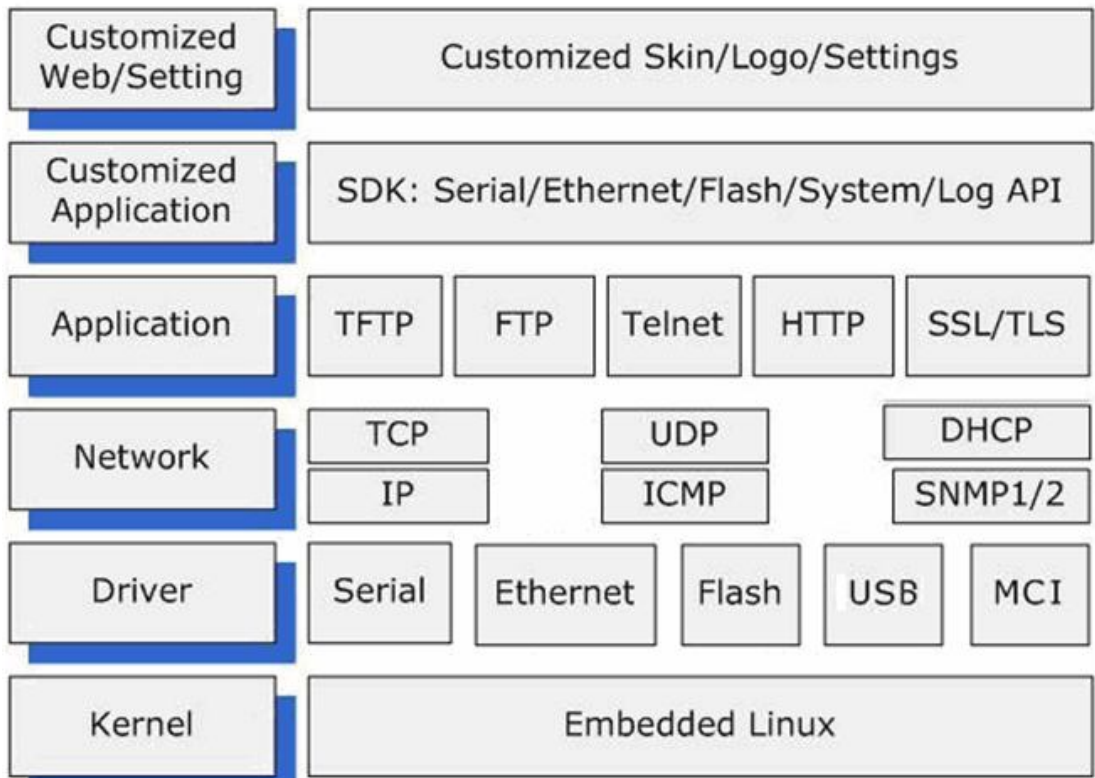 Customized
Web/Setting
Customized Skin/Logo/Settings
Customized
Application
SDK: Serial/Ethernet/Flash/System/Log API
Application
TFTP
FTP
Telnet
HTTP
SSL/TLS
Network
TCP
UDP
DHCP
IP
ICMP
SNMP1/2
Driver
Serial
Ethernet
Flash
USB
MCI
Kernel
Embedded Linux